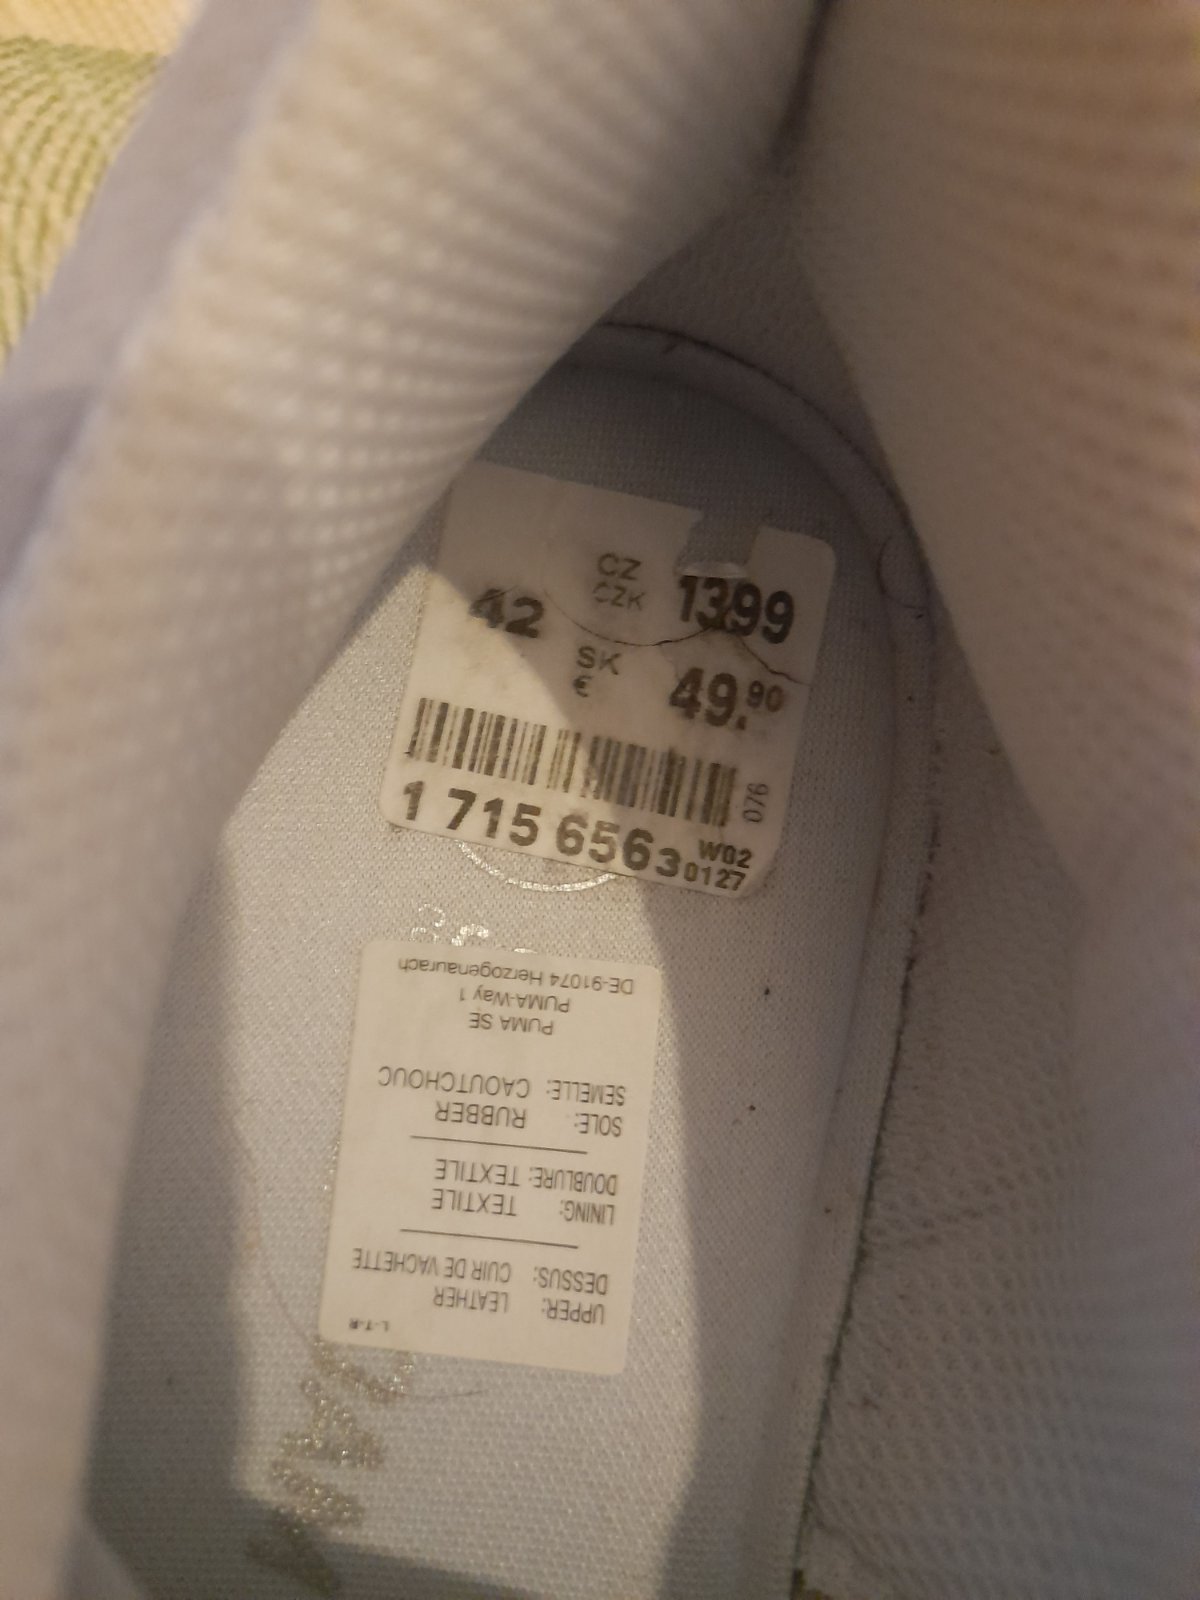 CZ
CZK 1399
42
SK
€ 49.90
076
1 715 656 3 W02
0127
DE-91074 Herzogenaurach
PUMA-Way 1
PUMA SE
L-T-R
UPPER: LEATHER
DESSUS: CUIR DE VACHETTE
LINING: TEXTILE
DOUBLURE: TEXTILE
SOLE: RUBBER
SEMELLE: CAOUTCHOUC